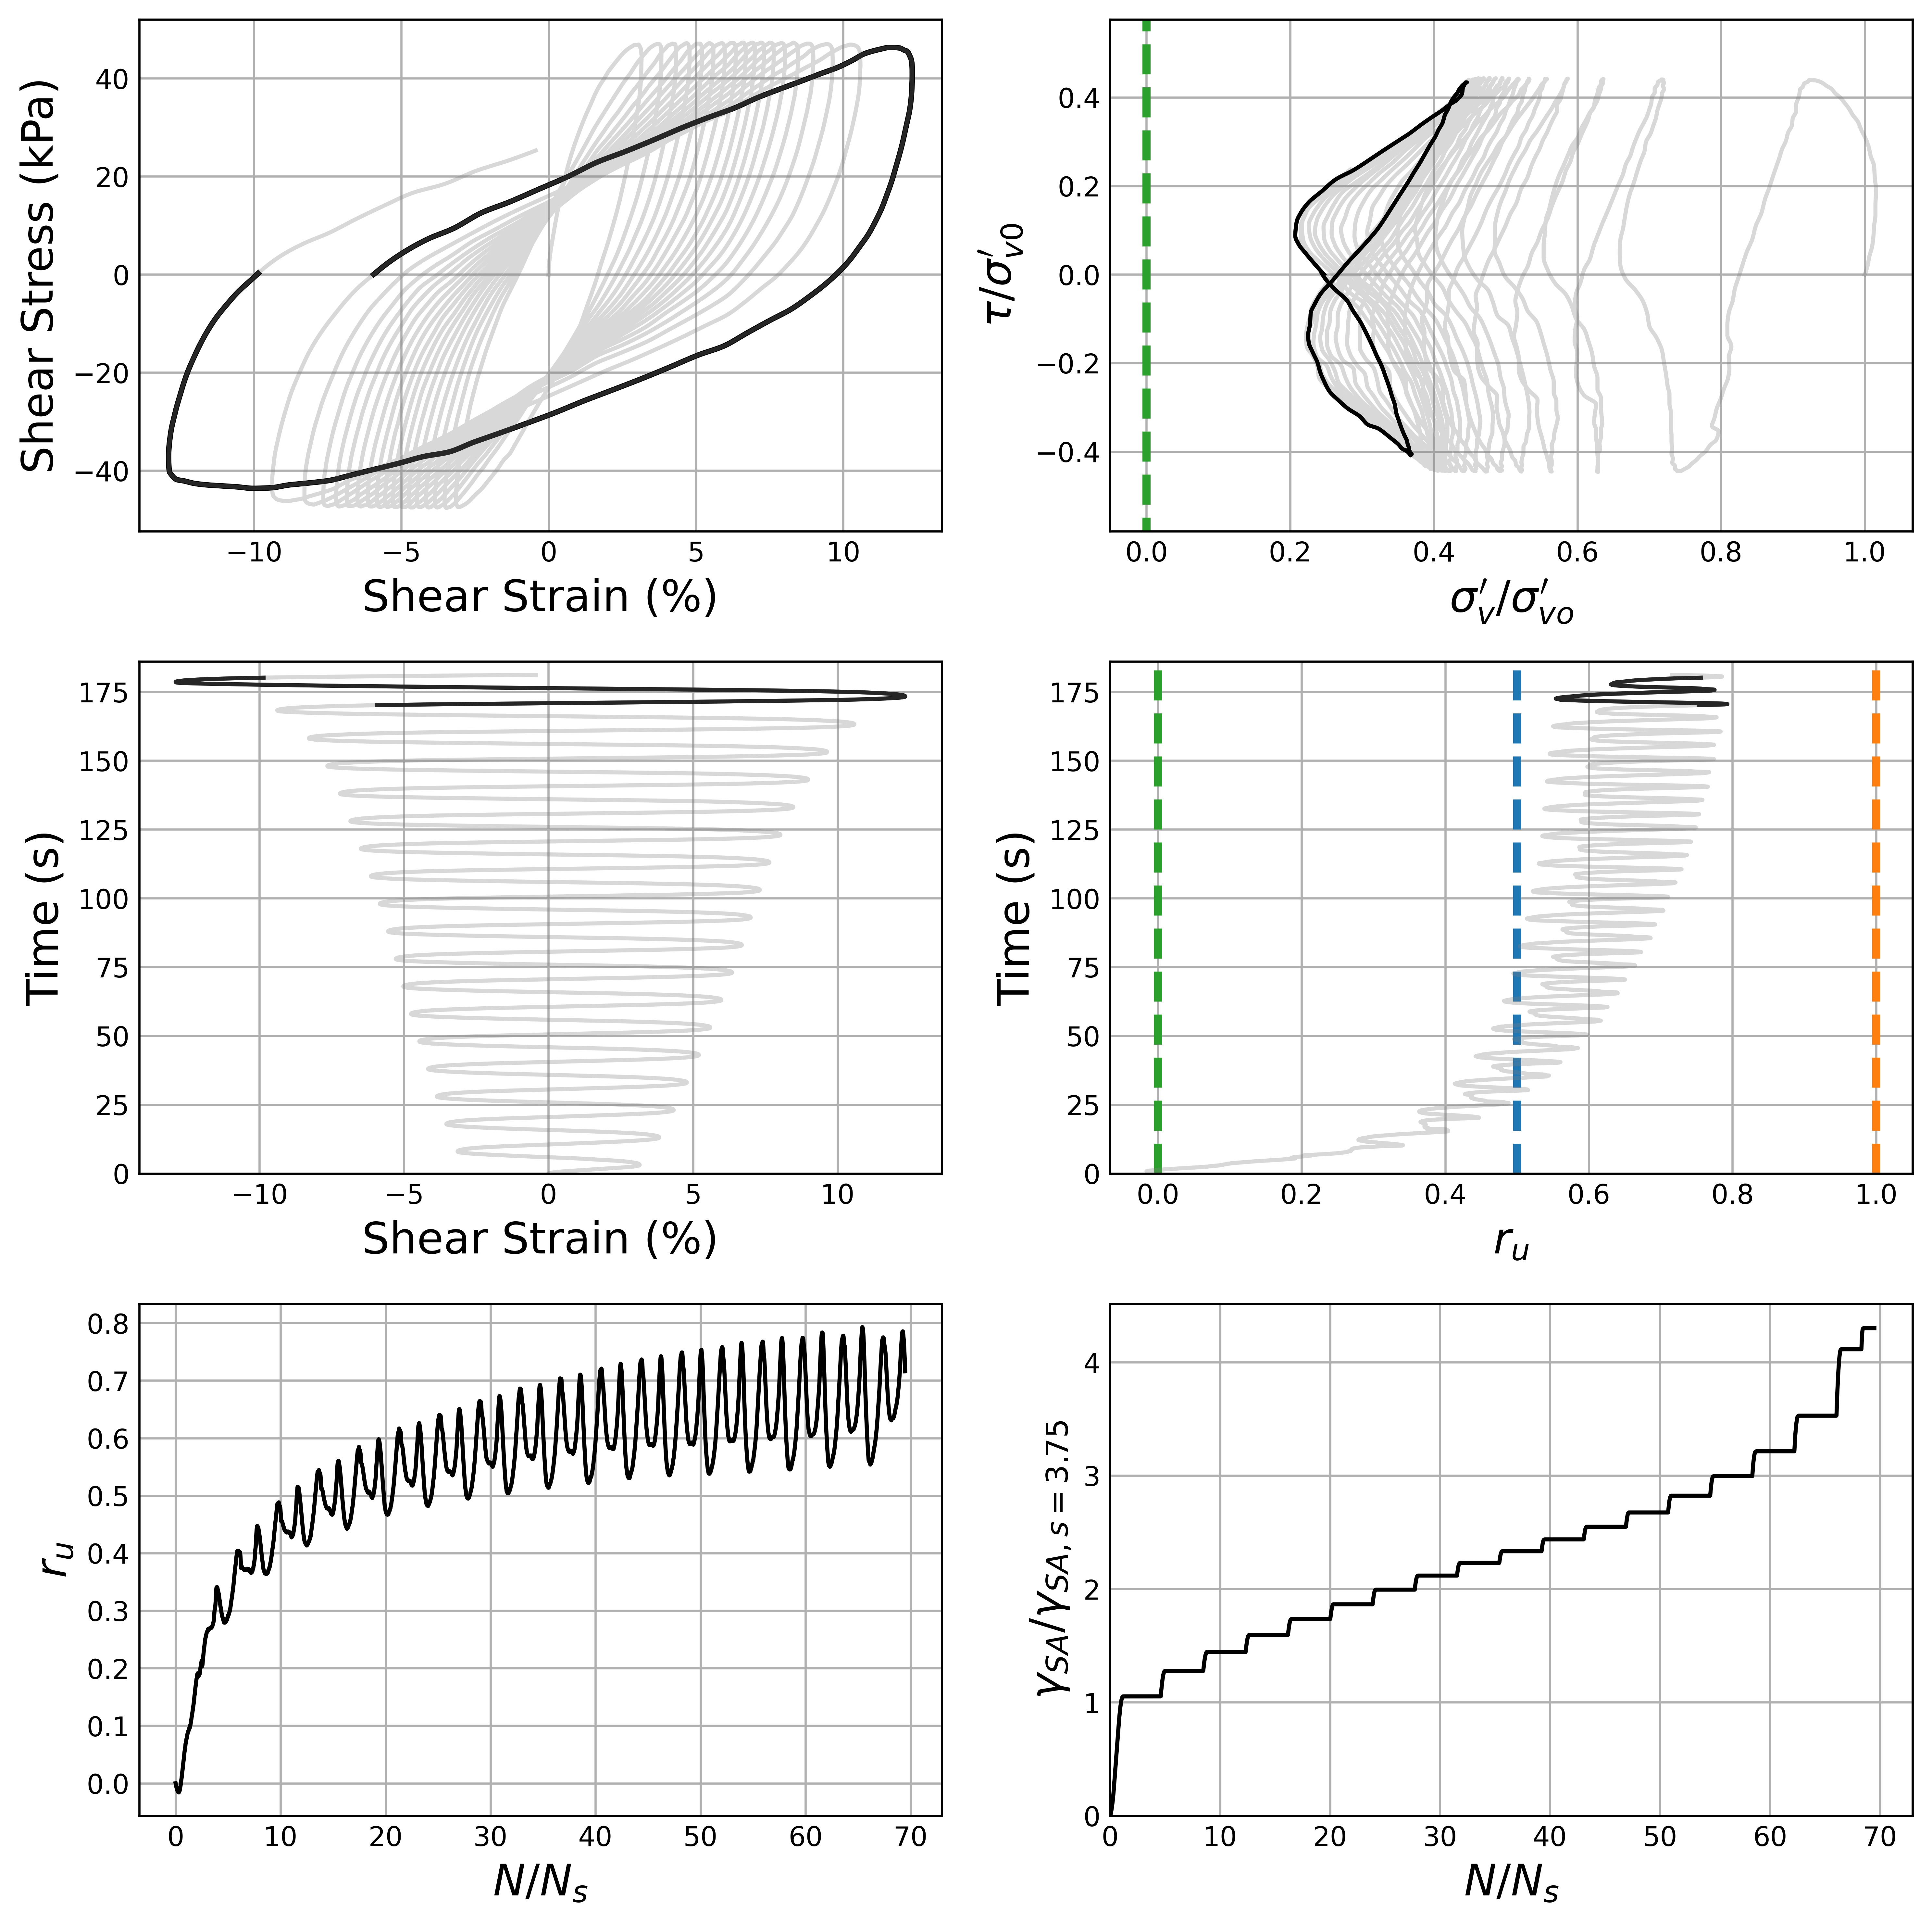 40
20
0
−20
−40
Shear Stress (kPa)
−10 −5 0 5 10
Shear Strain (%)
0.4
0.2
0.0
−0.2
−0.4
τ/σ′v0
0.0 0.2 0.4 0.6 0.8 1.0
σ′v/σ′vo
175
150
125
100
75
50
25
0
Time (s)
−10 −5 0 5 10
Shear Strain (%)
175
150
125
100
75
50
25
0
Time (s)
0.0 0.2 0.4 0.6 0.8 1.0
ru
0.8
0.7
0.6
0.5
0.4
0.3
0.2
0.1
0.0
ru
0 10 20 30 40 50 60 70
N/Ns
4
3
2
1
0
γSA/γSA, s = 3.75
0 10 20 30 40 50 60 70
N/Ns